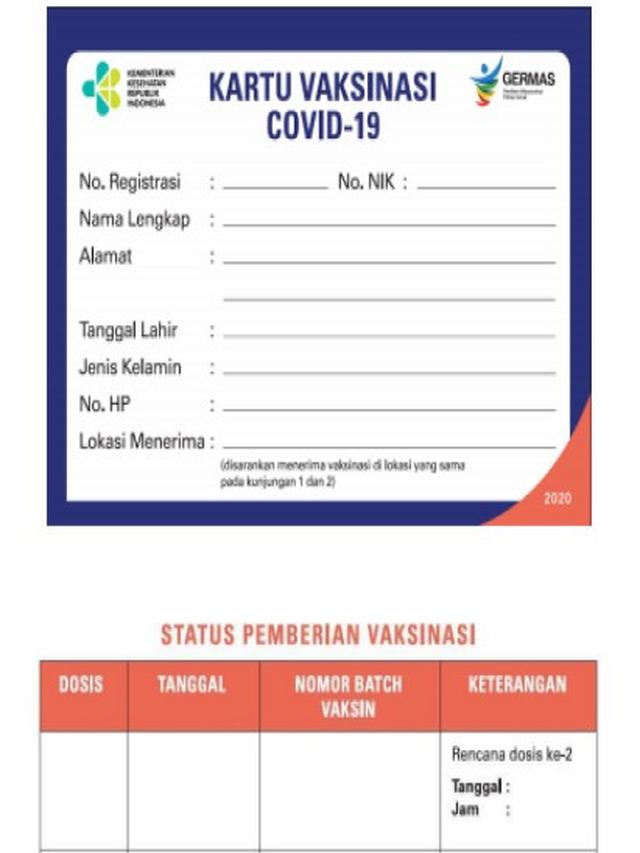 KEMENTERIAN
KESEHATAN
REPUBLIK
INDONESIA
KARTU VAKSINASI
COVID-19
GERMAS
No. Registrasi : No. NIK :
Nama Lengkap :
Alamat :
Tanggal Lahir :
Jenis Kelamin :
No. HP :
Lokasi Menerima :
(disarankan menerima vaksinasi di lokasi yang sama
pada kunjungan 1 dan 2)
2020
STATUS PEMBERIAN VAKSINASI
DOSIS TANGGAL NOMOR BATCH VAKSIN KETERANGAN
Rencana dosis ke-2
Tanggal :
Jam :